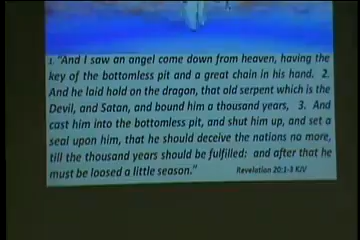 1. "And I saw an angel come down from heaven, having the
key of the bottomless pit and a great chain in his hand. 2.
And he laid hold on the dragon, that old serpent which is the
Devil, and Satan, and bound him a thousand years, 3. And
cast him into the bottomless pit, and shut him up, and set a
seal upon him, that he should deceive the nations no more,
till the thousand years should be fulfilled: and after that he
must be loosed a little season." Revelation 20:1-3 KJV